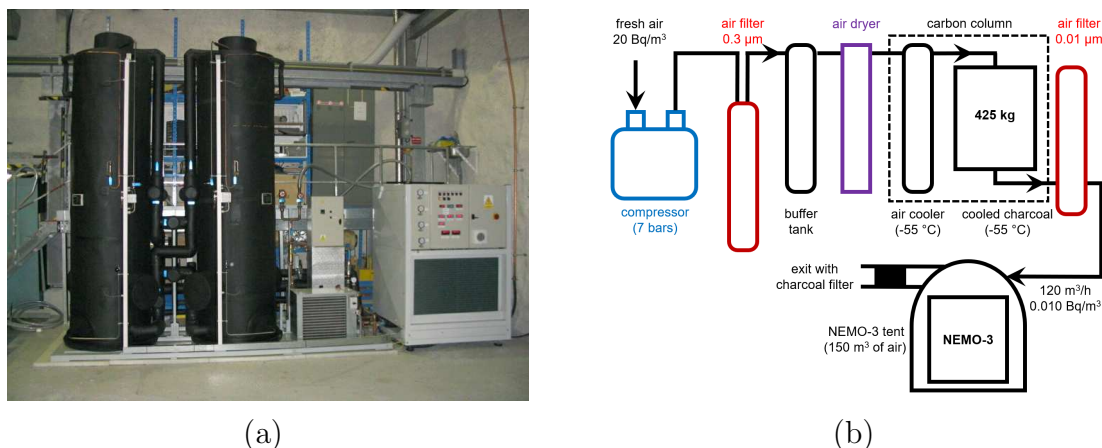 fresh air
20 Bq/m³
air filter
0.3 µm
air dryer
carbon column
air filter
0.01 µm
425 kg
compressor
(7 bars)
buffer
tank
air cooler
(-55 °C)
cooled charcoal
(-55 °C)
exit with
charcoal filter
120 m³/h
0.010 Bq/m³
NEMO-3 tent
(150 m³ of air)
NEMO-3
(a)
(b)